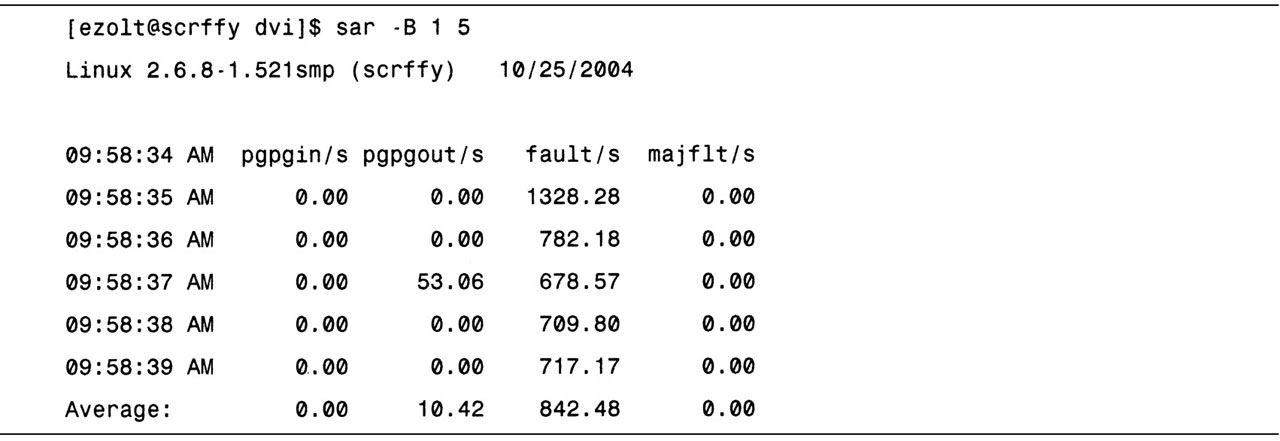 [ezolt@scrffy dvi]$ sar -B 1 5
Linux 2.6.8-1.521smp (scrffy)   10/25/2004
09:58:34 AM  pgpgin/s pgpgout/s   fault/s  majflt/s
09:58:35 AM      0.00      0.00   1328.28      0.00
09:58:36 AM      0.00      0.00    782.18      0.00
09:58:37 AM      0.00     53.06    678.57      0.00
09:58:38 AM      0.00      0.00    709.80      0.00
09:58:39 AM      0.00      0.00    717.17      0.00
Average:         0.00     10.42    842.48      0.00